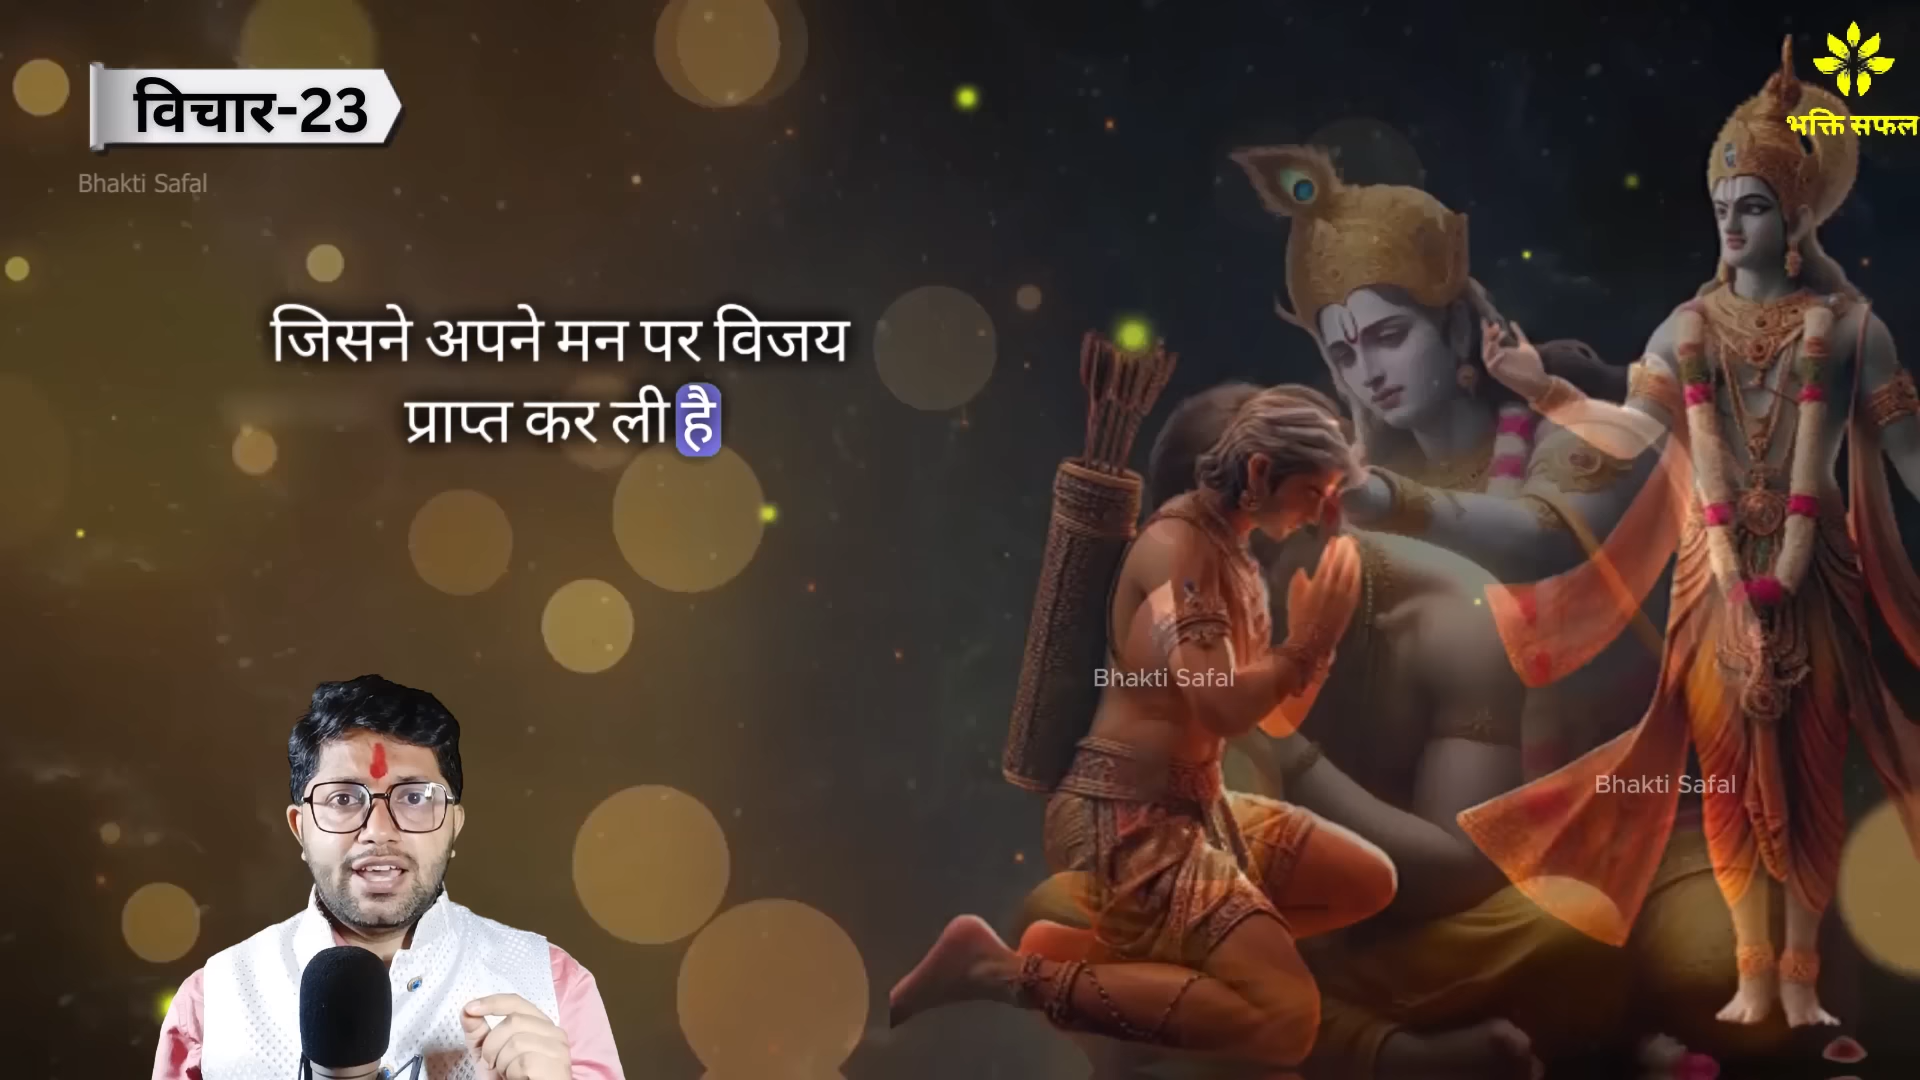 विचार-23
Bhakti Safal
भक्ति सफल
जिसने अपने मन पर विजय
प्राप्त कर ली है
Bhakti Safal
Bhakti Safal